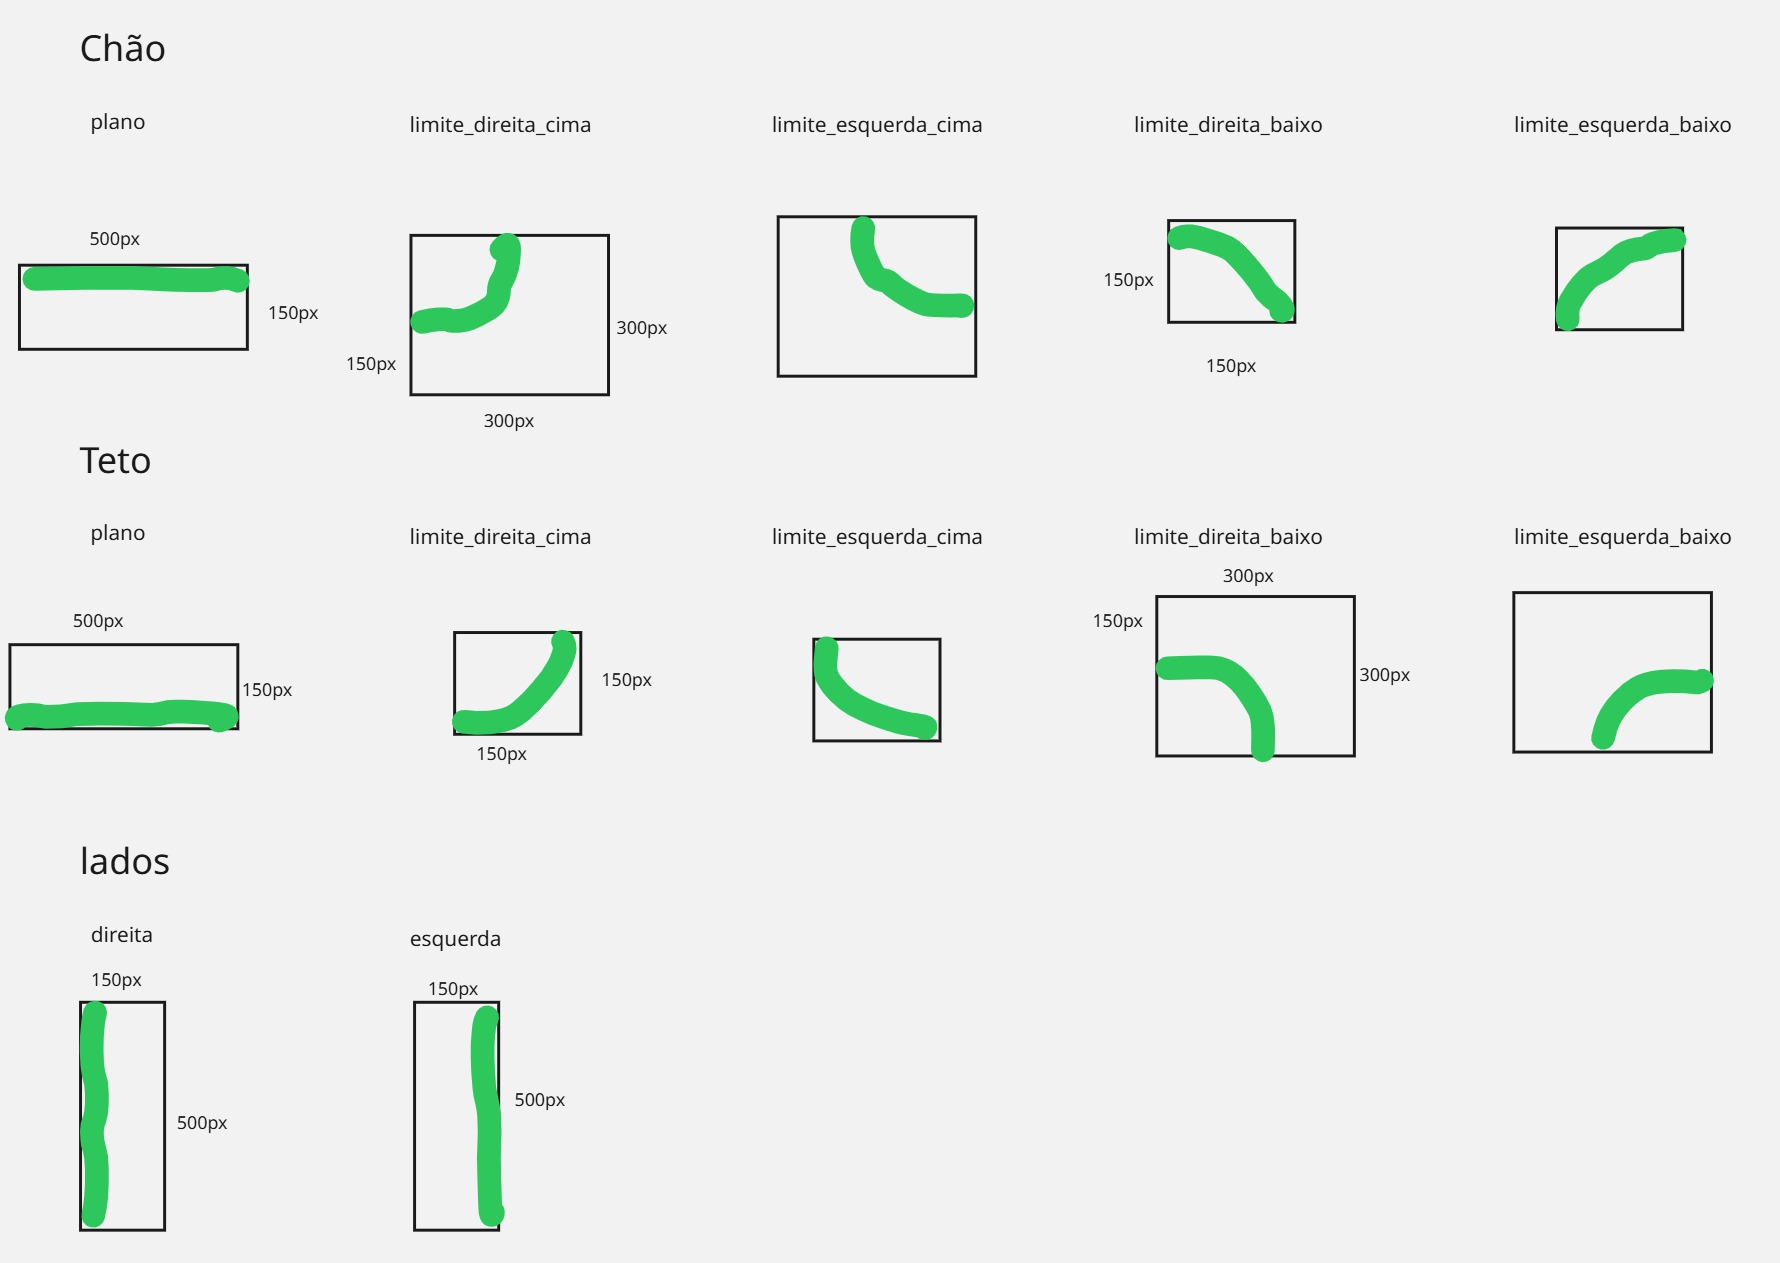 Chão
plano
limite_direita_cima
limite_esquerda_cima
limite_direita_baixo
limite_esquerda_baixo
500px
150px
150px
300px
300px
150px
150px
Teto
plano
limite_direita_cima
limite_esquerda_cima
limite_direita_baixo
limite_esquerda_baixo
500px
150px
150px
150px
300px
150px
300px
lados
direita
esquerda
150px
150px
500px
500px